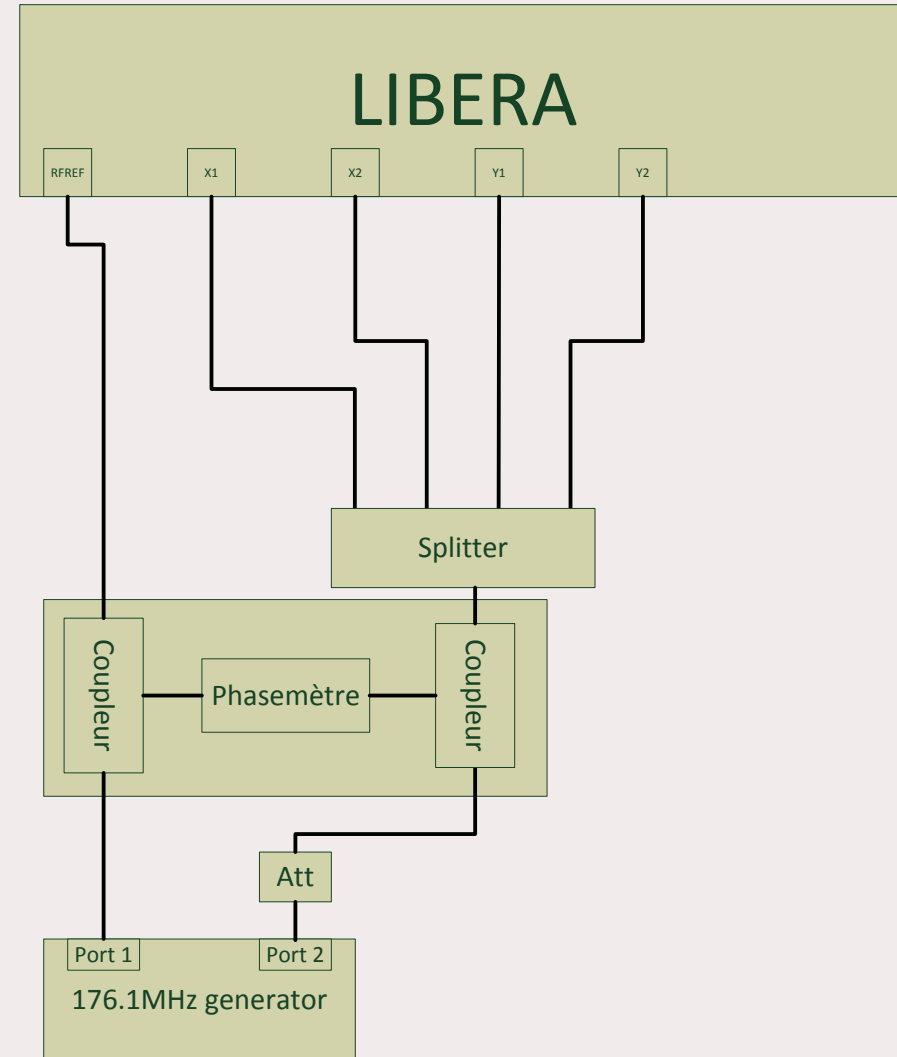 LIBERA
RFREF
X1
X2
Y1
Y2
Splitter
Coupleur
Phasemètre
Coupleur
Att
Port 1
Port 2
176.1MHz generator